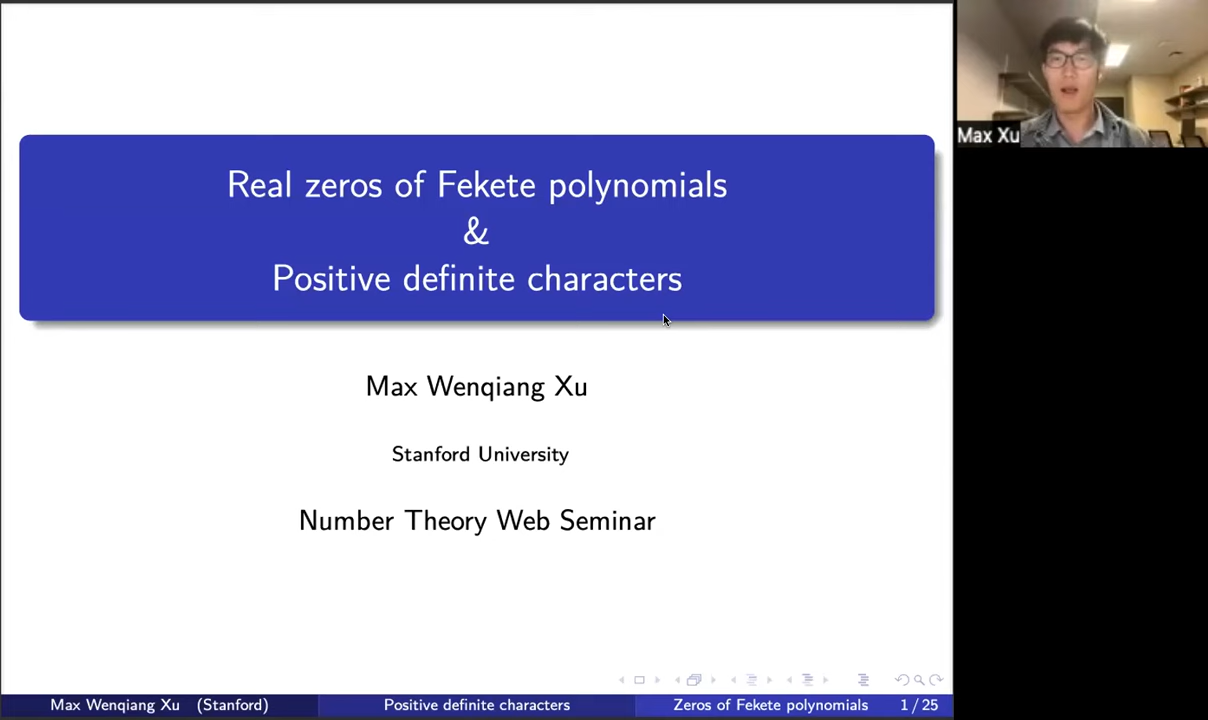 Real zeros of Fekete polynomials
&
Positive definite characters
Max Wenqiang Xu
Stanford University
Number Theory Web Seminar
Max Wenqiang Xu (Stanford)
Positive definite characters
Zeros of Fekete polynomials
1 / 25
Max Xu